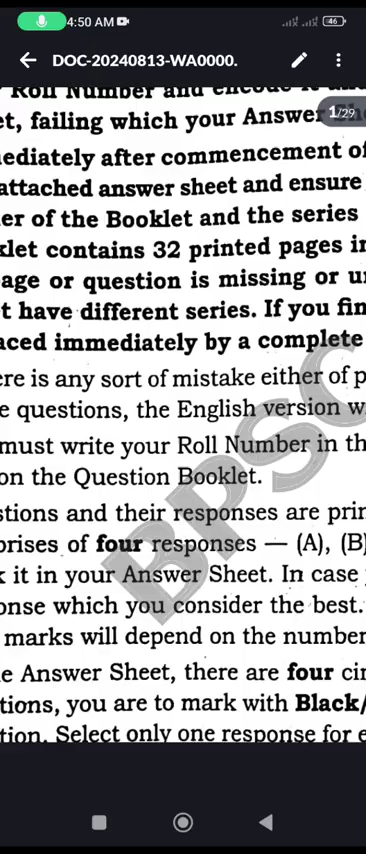 4:50 AM
46
DOC-20240813-WA0000.
Roll Number and encode it
et, failing which your Answer
1/29
ediately after commencement of
attached answer sheet and ensure
er of the Booklet and the series
klet contains 32 printed pages in
age or question is missing or u
t have different series. If you fin
aced immediately by a complete
ere is any sort of mistake either of p
e questions, the English version w
must write your Roll Number in th
on the Question Booklet.
stions and their responses are prin
prises of four responses — (A), (B)
k it in your Answer Sheet. In case
onse which you consider the best.
marks will depend on the number
e Answer Sheet, there are four cir
tions, you are to mark with Black/
tion. Select only one response for e
BPSC